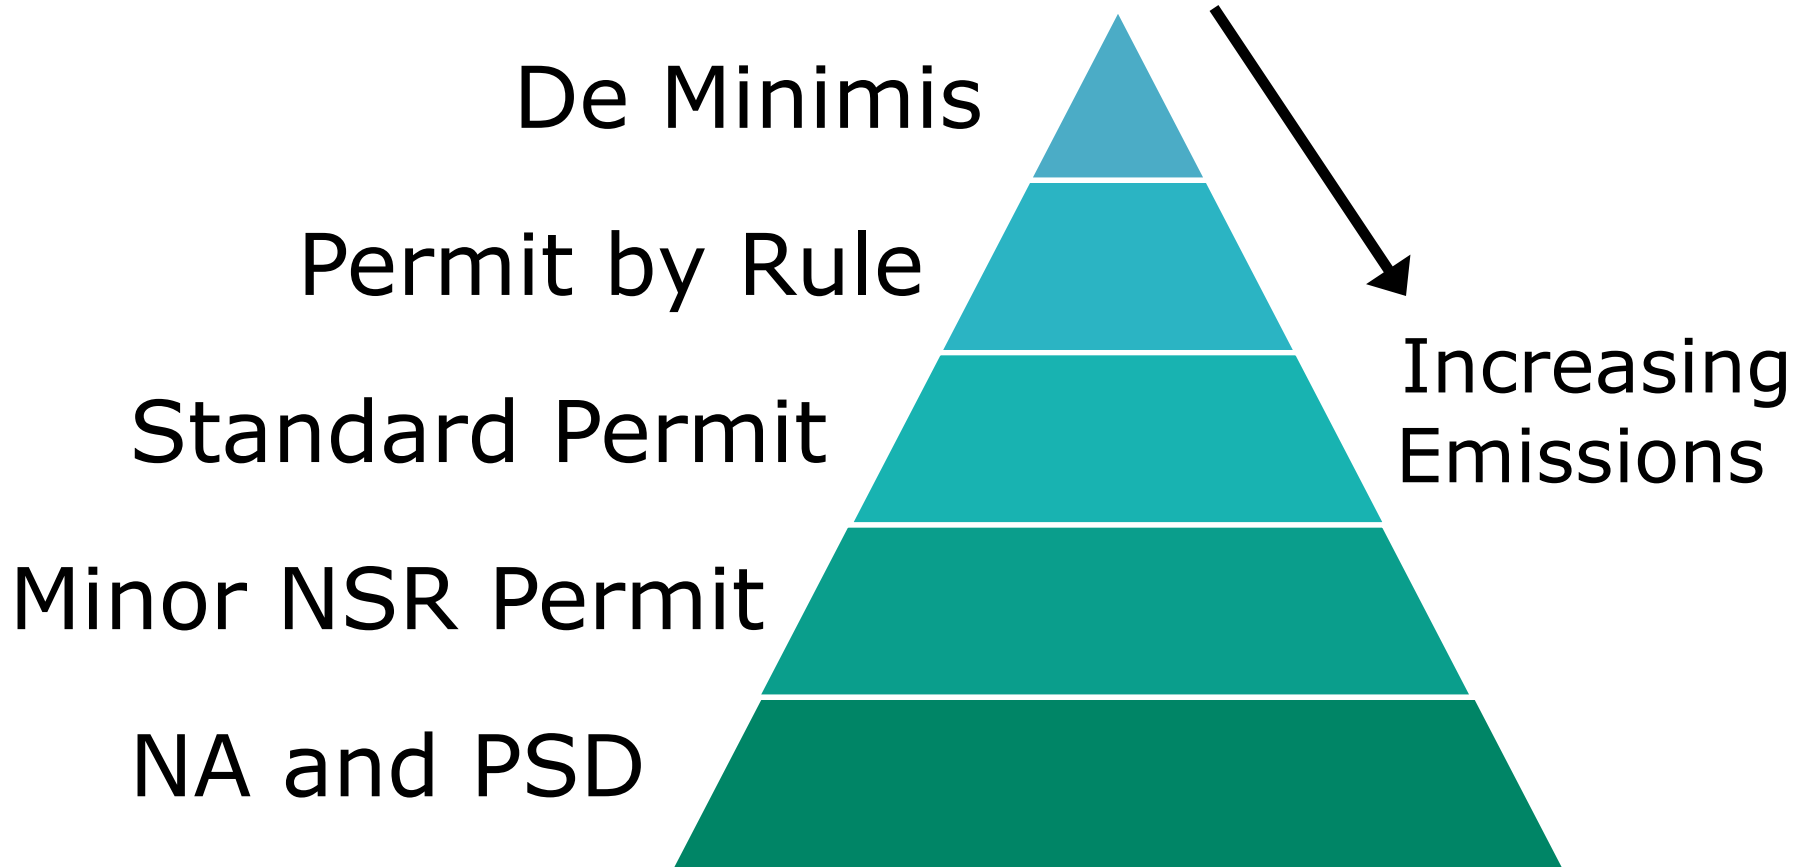 De Minimis
Permit by Rule
Standard Permit
Minor NSR Permit
NA and PSD
Increasing
Emissions